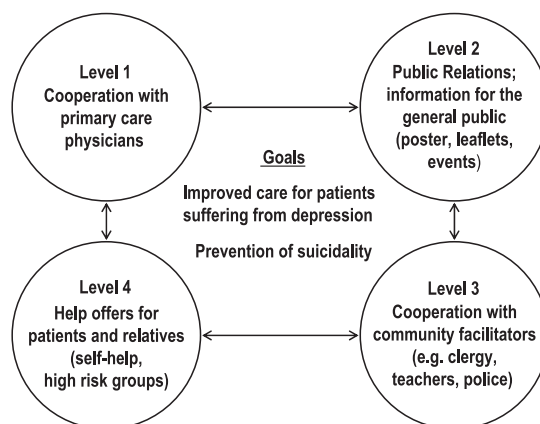 Level 1
Cooperation with
primary care
physicians
Level 2
Public Relations;
information for the
general public
(poster, leaflets,
events)
Goals
Improved care for patients
suffering from depression
Prevention of suicidality
Level 4
Help offers for
patients and relatives
(self-help,
high risk groups)
Level 3
Cooperation with
community facilitators
(e.g. clergy,
teachers, police)